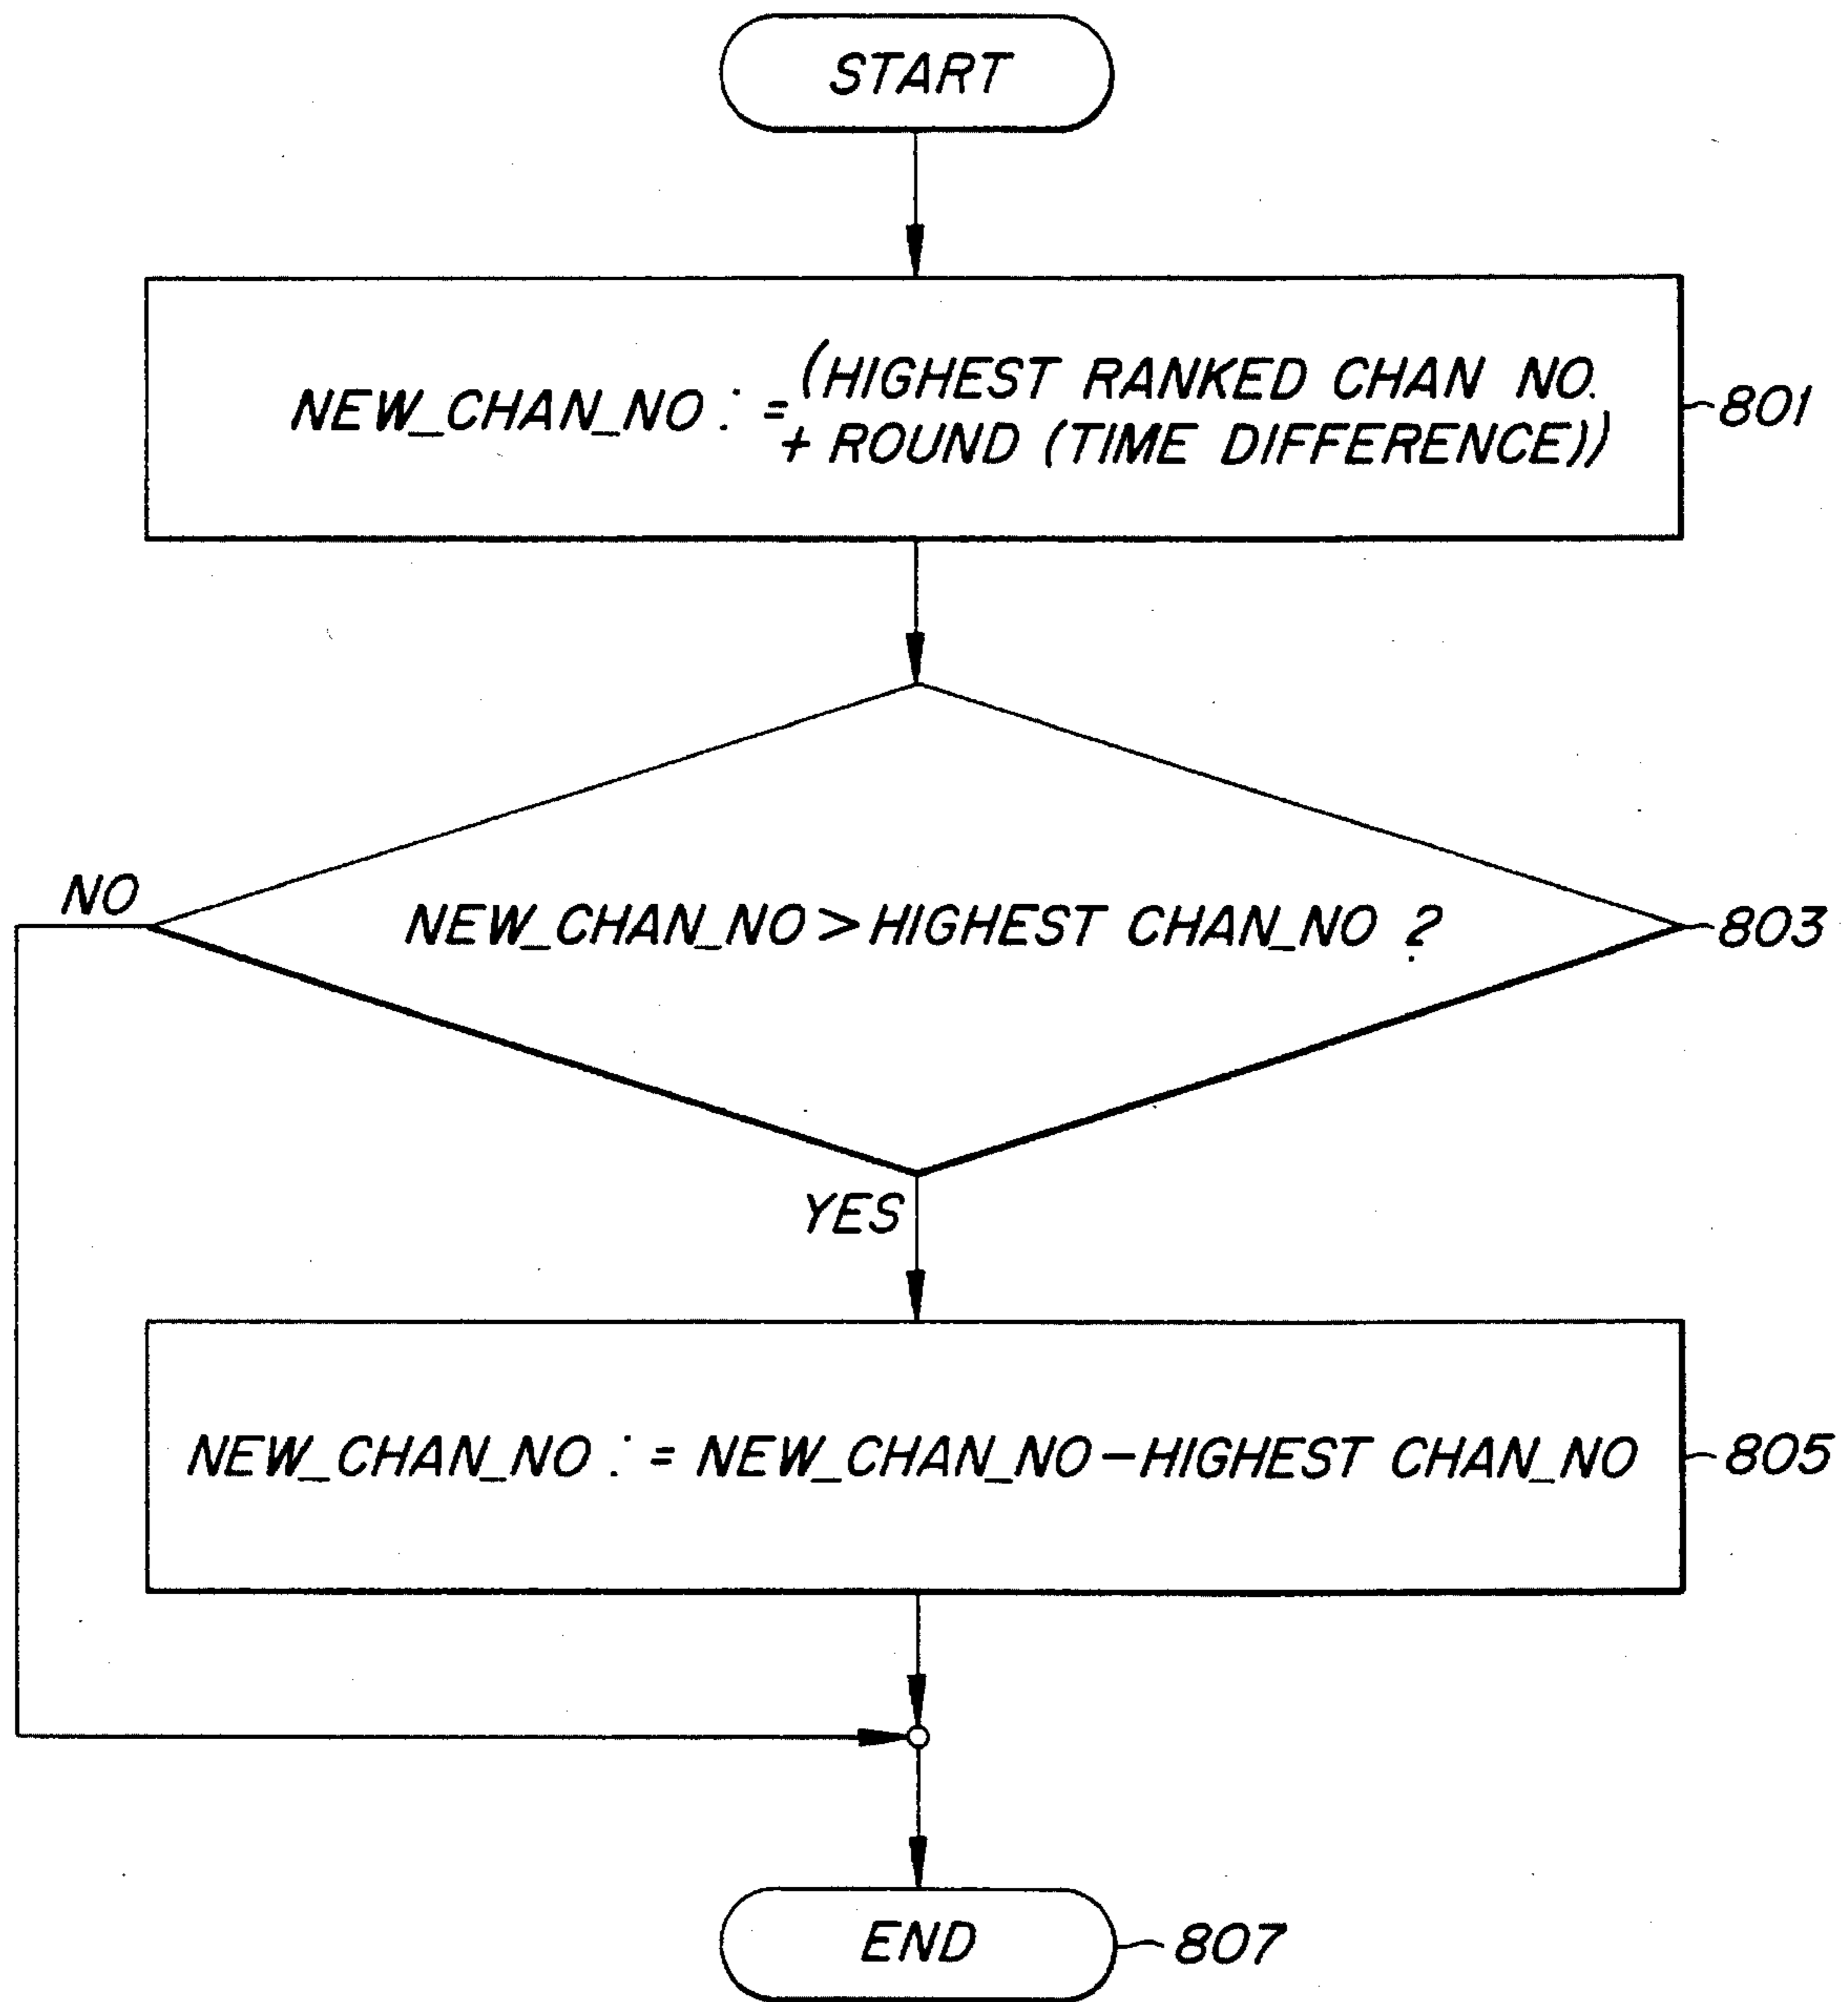 START
(HIGHEST RANKED CHAN NO.
NEW_CHAN_NO : =
+ ROUND (TIME DIFFERENCE))
801
NO
NEW_CHAN_NO > HIGHEST CHAN_NO ?
803
YES
NEW_CHAN_NO : = NEW_CHAN_NO – HIGHEST CHAN_NO
805
END
807